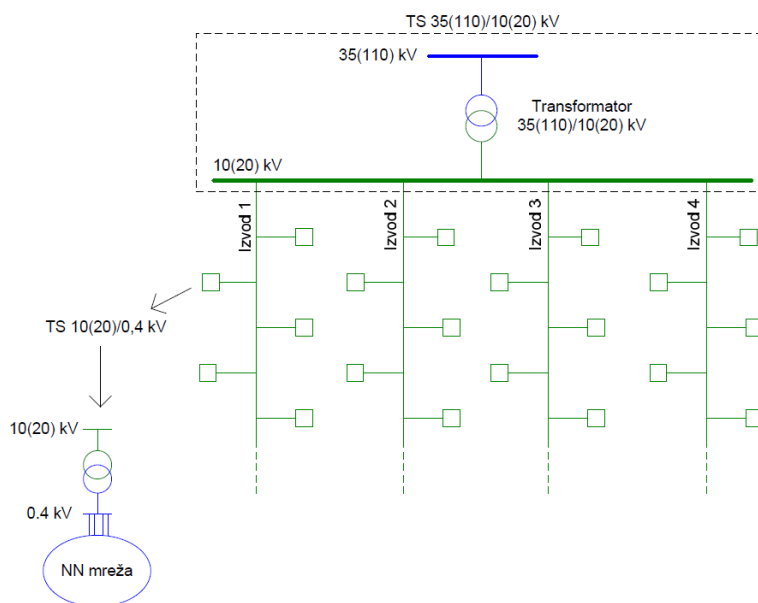 TS 35(110)/10(20) kV
35(110) kV
Transformator
35(110)/10(20) kV
10(20) kV
Izvod 1
Izvod 2
Izvod 3
Izvod 4
TS 10(20)/0,4 kV
10(20) kV
0.4 kV
NN mreža